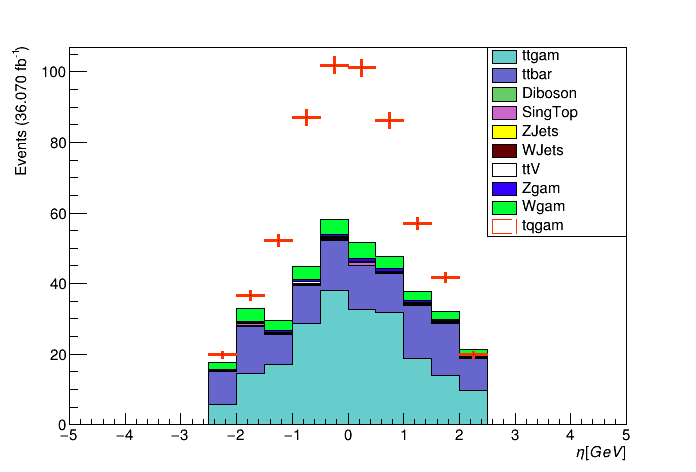 Events (36.070 fb⁻¹)
100
80
60
40
20
0
−5 −4 −3 −2 −1 0 1 2 3 4 5
η[GeV]
ttgam
ttbar
Diboson
SingTop
ZJets
WJets
ttV
Zgam
Wgam
tqgam